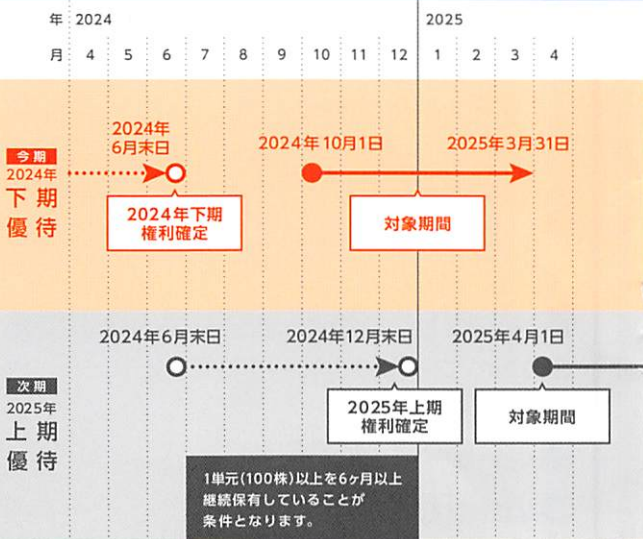 年 2024 2025
月 4 5 6 7 8 9 10 11 12 1 2 3 4
今期
2024年
下期
優待
2024年
6月末日
2024年下期
権利確定
2024年10月1日
2025年3月31日
対象期間
次期
2025年
上期
優待
2024年6月末日
2024年12月末日
2025年上期
権利確定
2025年4月1日
対象期間
1単元(100株)以上を6ヶ月以上
継続保有していることが
条件となります。